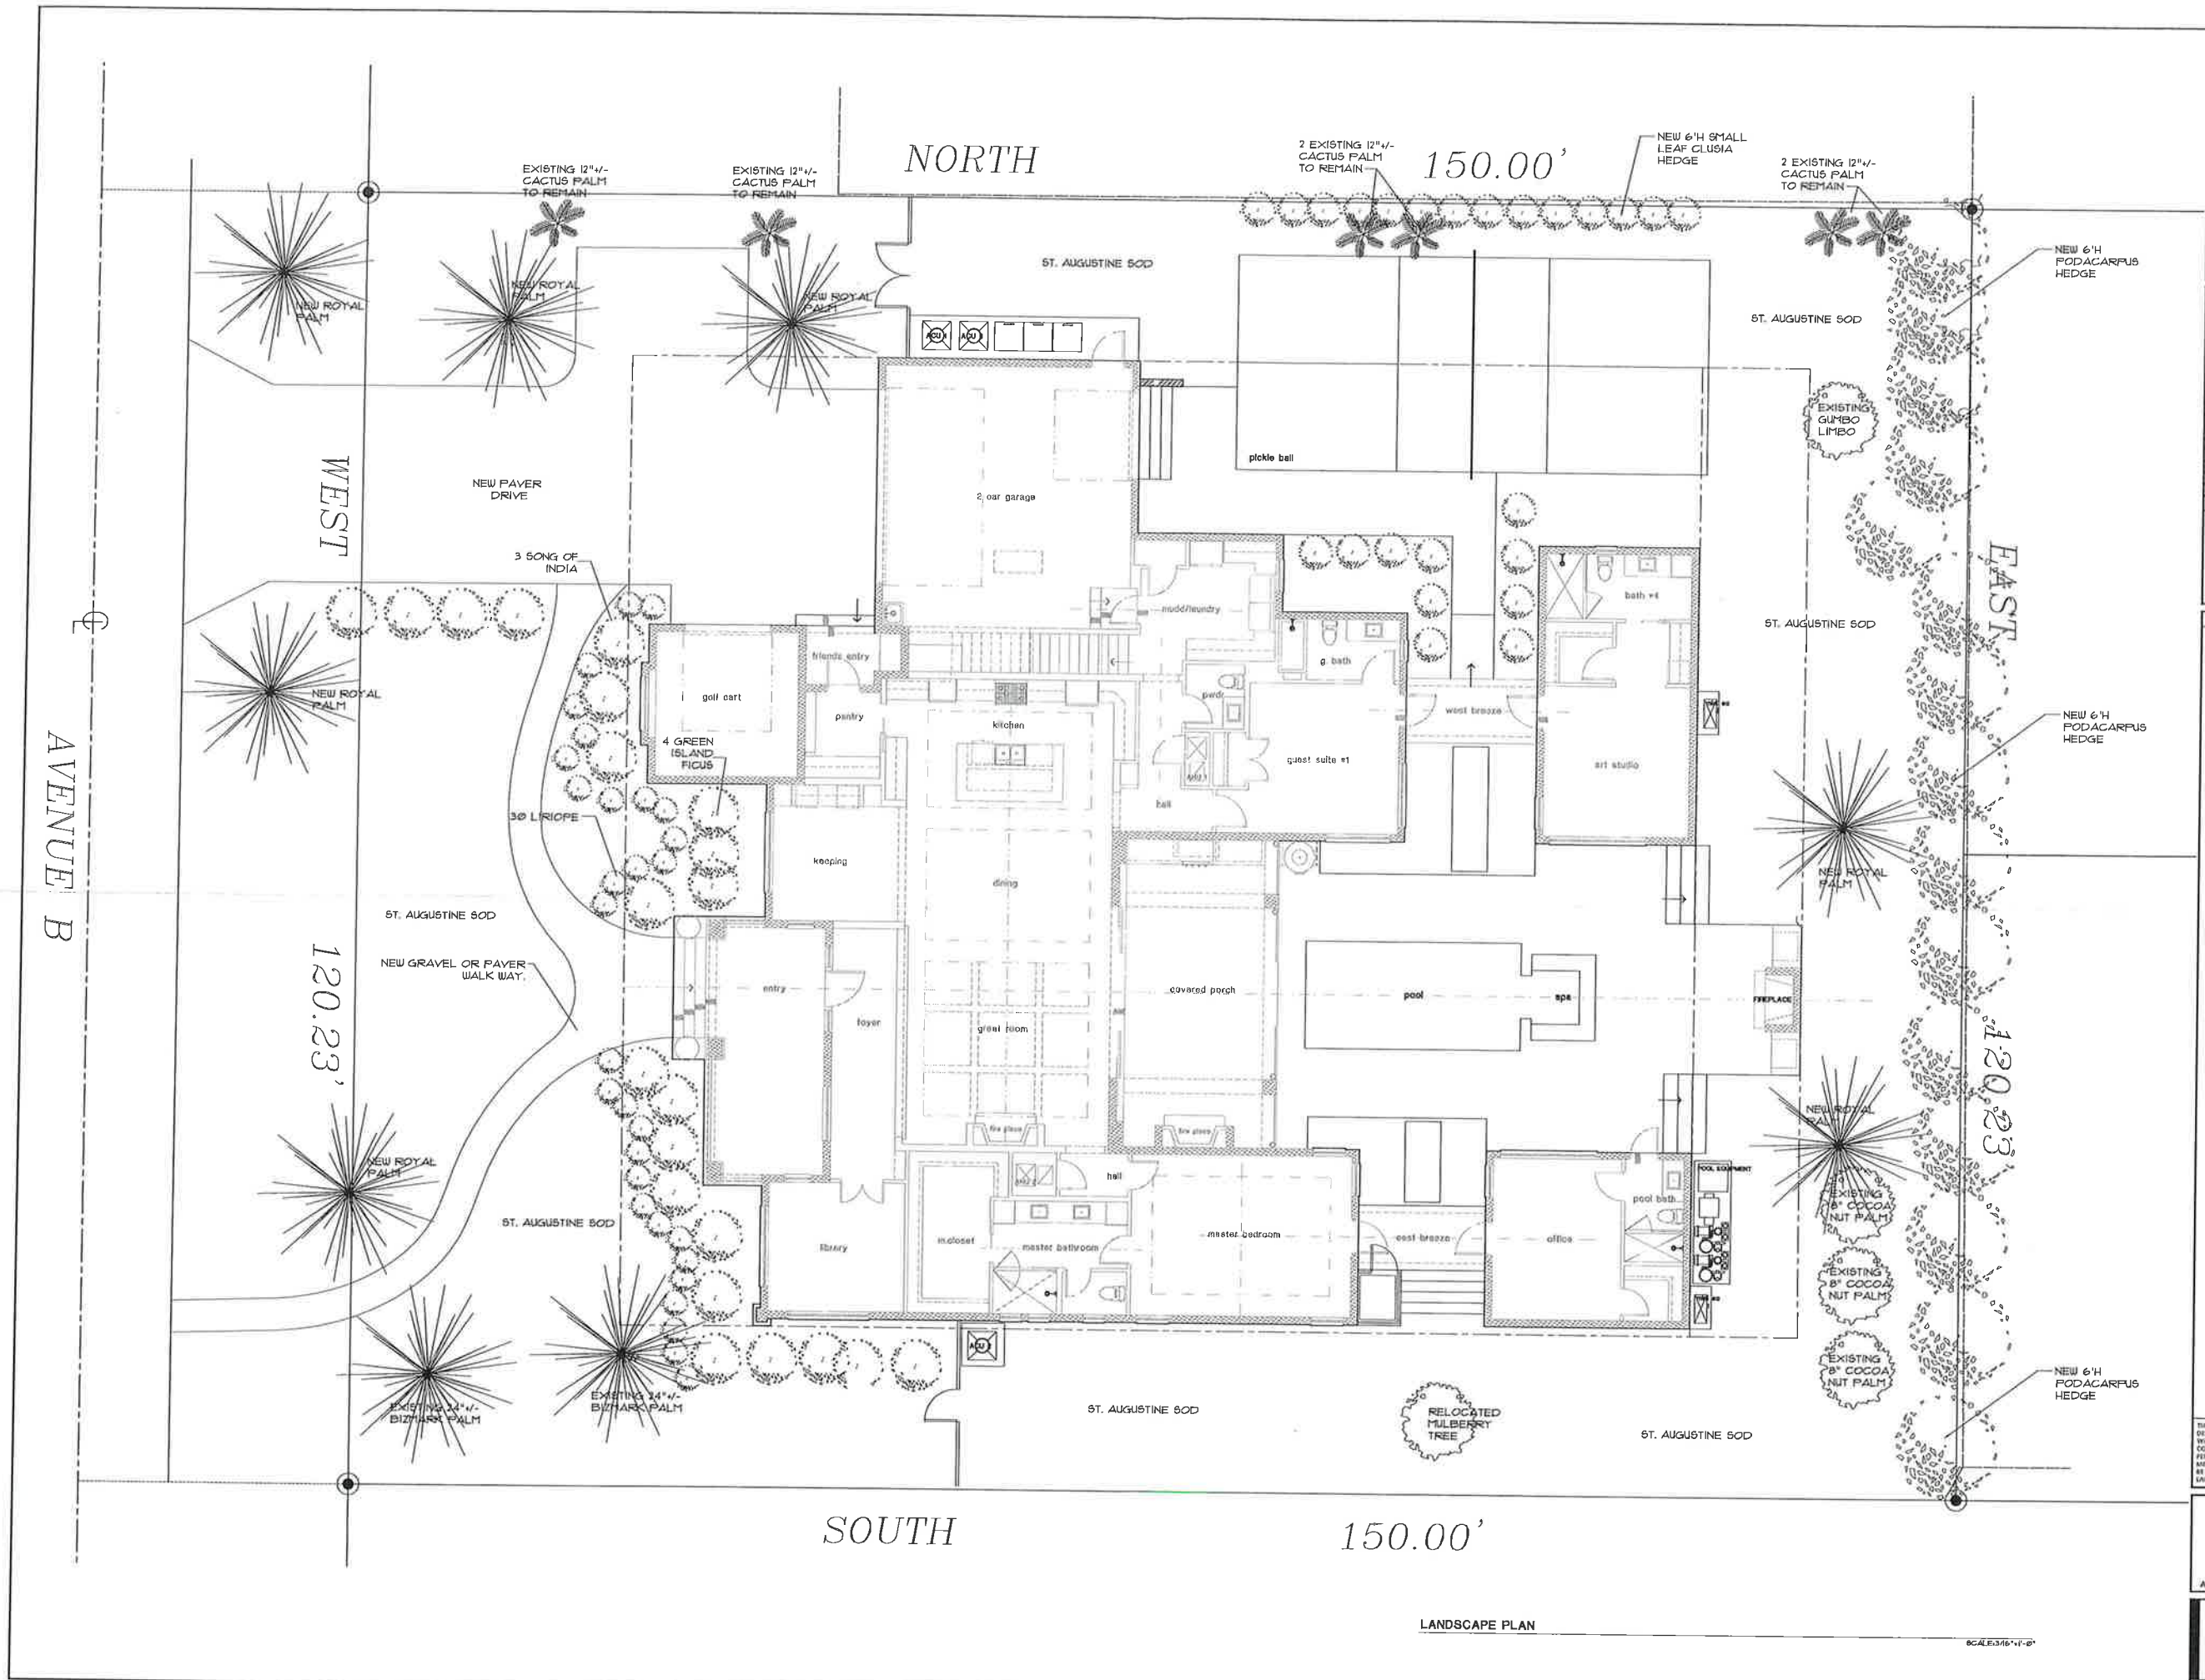 NORTH
150.00'
EXISTING 12"+/-
CACTUS PALM
TO REMAIN
EXISTING 12"+/-
CACTUS PALM
TO REMAIN
2 EXISTING 12"+/-
CACTUS PALM
TO REMAIN
NEW 6'H SMALL
LEAF CLUSIA
HEDGE
2 EXISTING 12"+/-
CACTUS PALM
TO REMAIN
NEW 6'H
PODACARPUS
HEDGE
ST. AUGUSTINE SOD
ST. AUGUSTINE SOD
NEW ROYAL
PALM
NEW ROYAL
PALM
NEW ROYAL
PALM
EXISTING
GUMBO
LIMBO
pickle ball
WEST
NEW PAVER
DRIVE
2 car garage
3 SONG OF
INDIA
EAST
mudd/laundry
bath #4
ST. AUGUSTINE SOD
friends entry
g. bath
golf cart
pantry
kitchen
pwdr
west breeze
NEW ROYAL
PALM
NEW 6'H
PODACARPUS
HEDGE
4 GREEN
ISLAND
FICUS
guest suite #1
art studio
hall
30 LIRIOPE
AVENUE B
keeping
dining
NEW ROYAL
PALM
ST. AUGUSTINE SOD
NEW GRAVEL OR PAVER
WALK WAY.
120.23'
entry
foyer
great room
covered porch
pool
spa
FIREPLACE
120.23'
fire place
fire place
NEW ROYAL
PALM
NEW ROYAL
PALM
hall
POOL EQUIPMENT
pool bath
EXISTING
8" COCOA
NUT PALM
ST. AUGUSTINE SOD
library
m.closet
master bathroom
master bedroom
east breeze
office
EXISTING
8" COCOA
NUT PALM
EXISTING
8" COCOA
NUT PALM
EXISTING 24"+/-
BIZMARK PALM
EXISTING 24"+/-
BIZMARK PALM
ST. AUGUSTINE SOD
RELOCATED
MULBERRY
TREE
ST. AUGUSTINE SOD
NEW 6'H
PODACARPUS
HEDGE
SOUTH
150.00'
LANDSCAPE PLAN
SCALE:3/16"=1'-0"